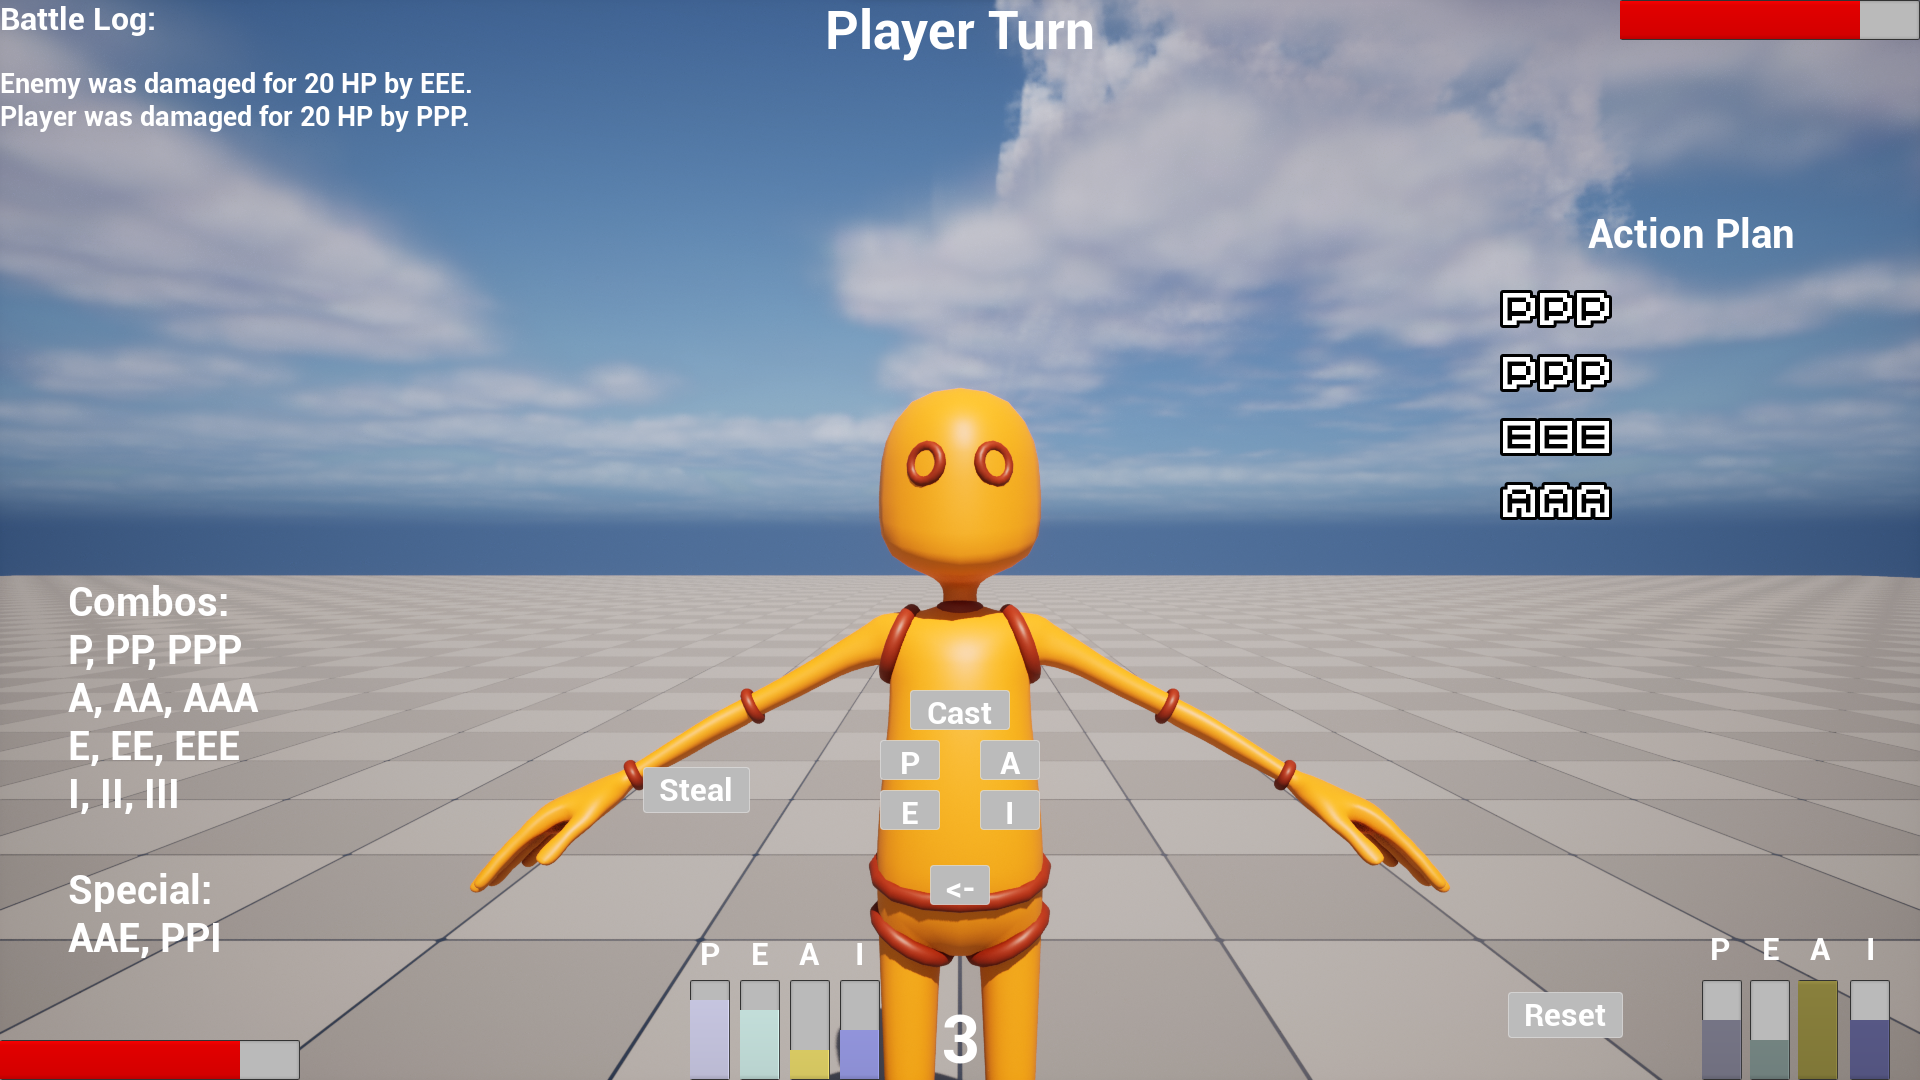 Battle Log:
Player Turn
Enemy was damaged for 20 HP by EEE.
Player was damaged for 20 HP by PPP.
Action Plan
PPP
PPP
EEE
AAA
Combos:
P, PP, PPP
A, AA, AAA
E, EE, EEE
I, II, III
Special:
AAE, PPI
Cast
P A
Steal
E I
<-
P E A I
3
Reset
P E A I